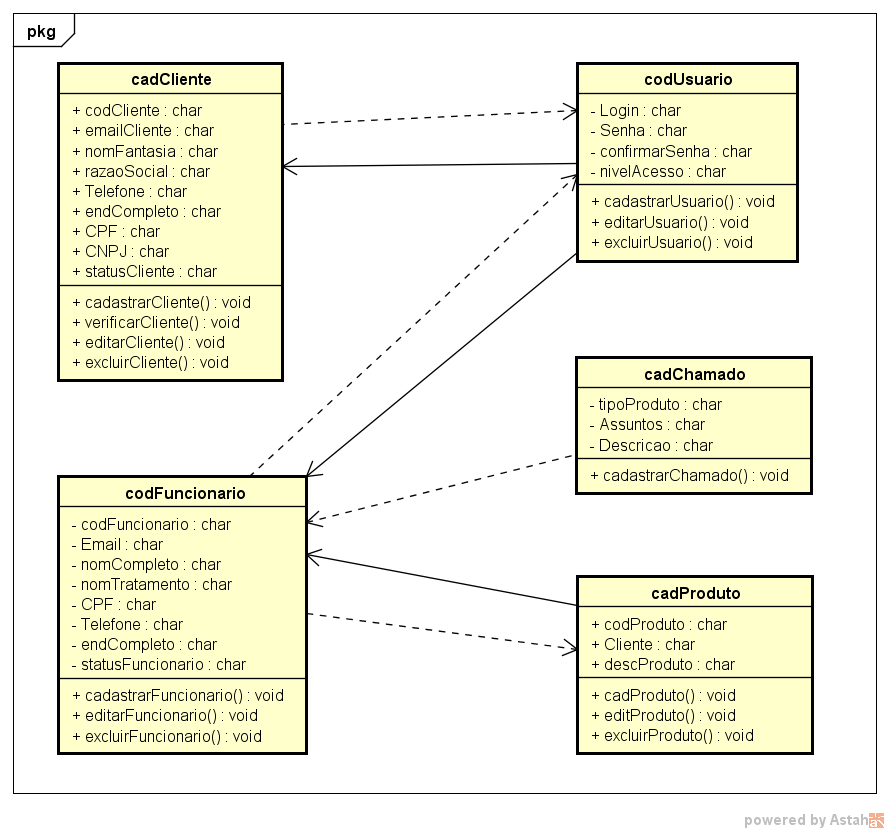 pkg
cadCliente
+ codCliente : char
+ emailCliente : char
+ nomFantasia : char
+ razaoSocial : char
+ Telefone : char
+ endCompleto : char
+ CPF : char
+ CNPJ : char
+ statusCliente : char
+ cadastrarCliente() : void
+ verificarCliente() : void
+ editarCliente() : void
+ excluirCliente() : void
codUsuario
- Login : char
- Senha : char
- confirmarSenha : char
- nivelAcesso : char
+ cadastrarUsuario() : void
+ editarUsuario() : void
+ excluirUsuario() : void
cadChamado
- tipoProduto : char
- Assuntos : char
- Descricao : char
+ cadastrarChamado() : void
codFuncionario
- codFuncionario : char
- Email : char
- nomCompleto : char
- nomTratamento : char
- CPF : char
- Telefone : char
- endCompleto : char
- statusFuncionario : char
+ cadastrarFuncionario() : void
+ editarFuncionario() : void
+ excluirFuncionario() : void
cadProduto
+ codProduto : char
+ Cliente : char
+ descProduto : char
+ cadProduto() : void
+ editProduto() : void
+ excluirProduto() : void
powered by Astah